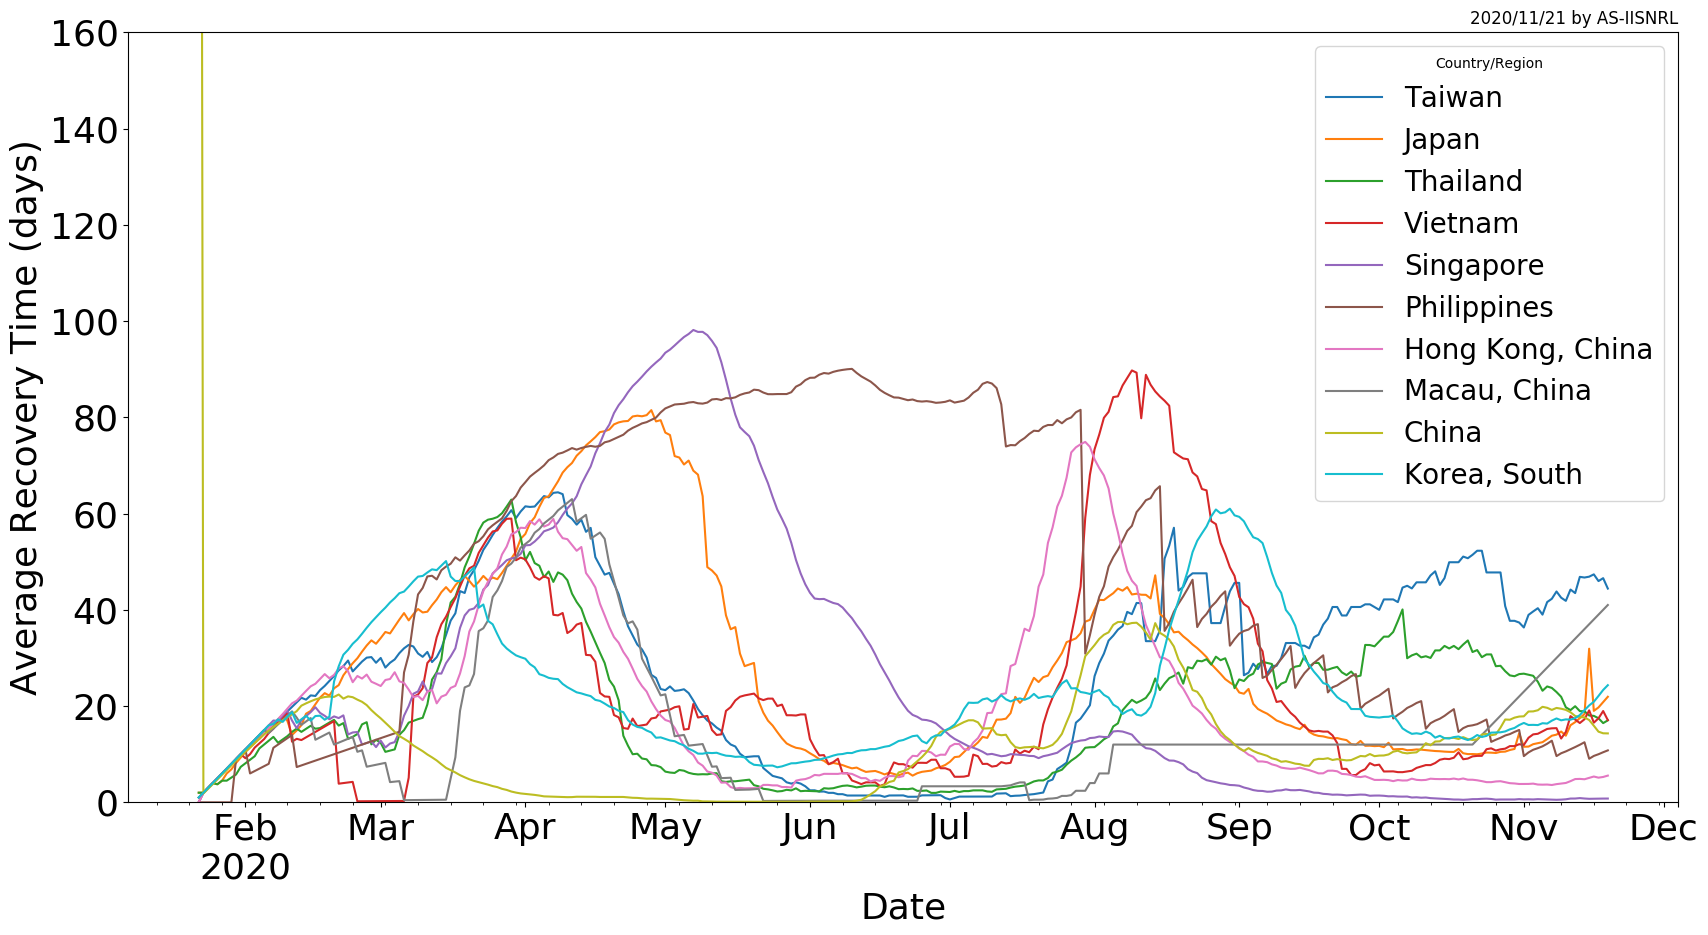 2020/11/21 by AS-IISNRL
Average Recovery Time (days)
160
140
120
100
80
60
40
20
0
Country/Region
Taiwan
Japan
Thailand
Vietnam
Singapore
Philippines
Hong Kong, China
Macau, China
China
Korea, South
Feb Mar Apr May Jun Jul Aug Sep Oct Nov Dec
2020
Date